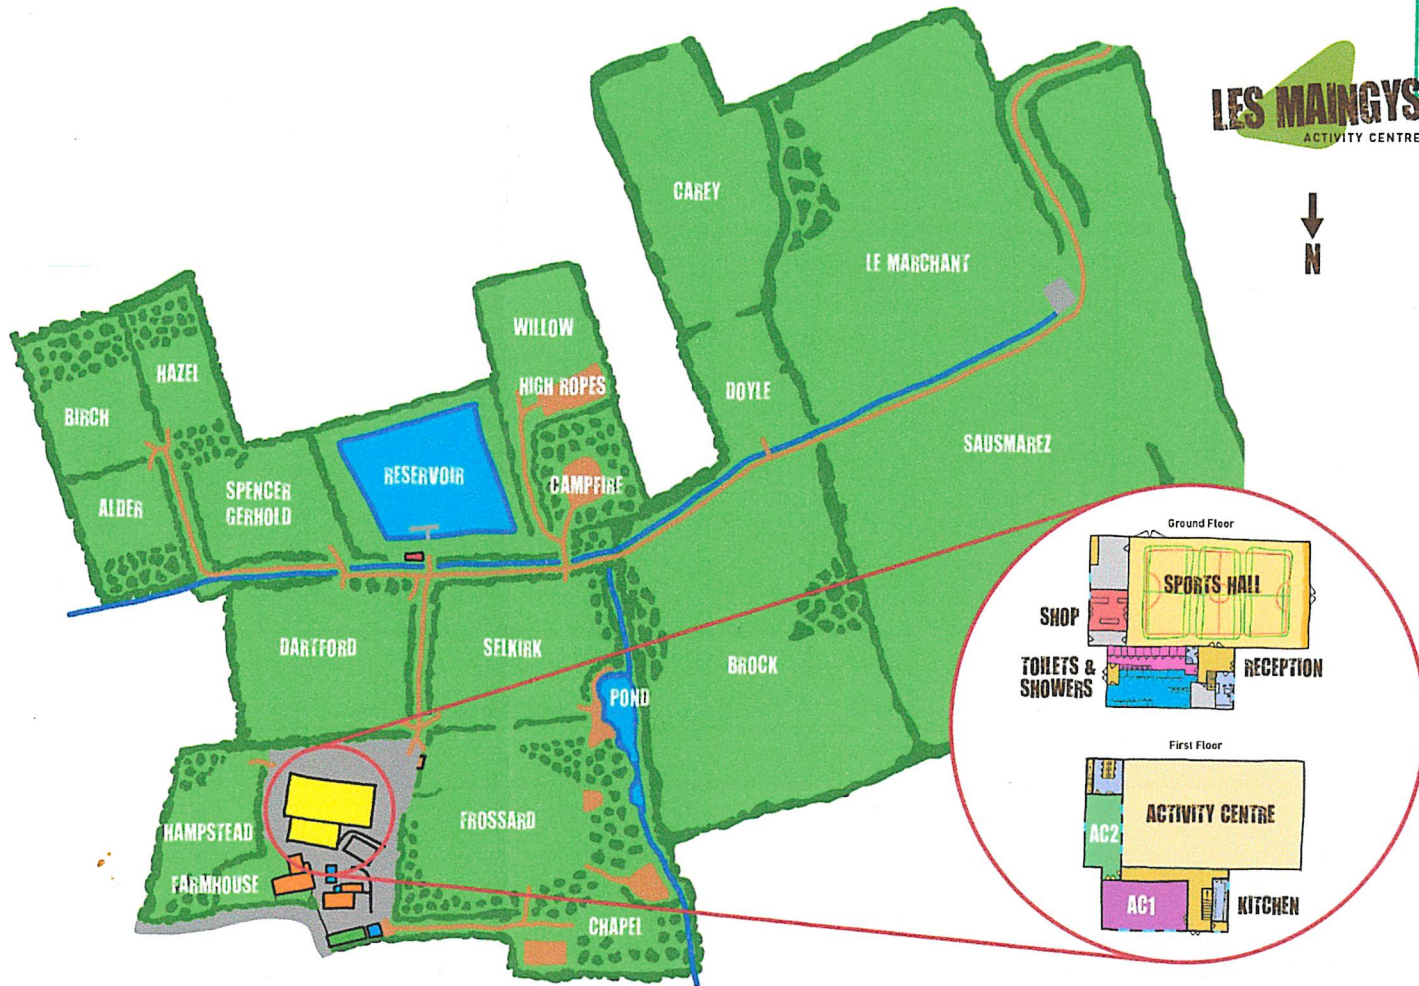 LES MAINGYS
ACTIVITY CENTRE
N
CAREY
LE MARCHANT
WILLOW
HIGH ROPES
HAZEL
BIRCH
DOYLE
SAUSMAREZ
RESERVOIR
CAMPFIRE
SPENCER
GERHOLD
ALDER
DARTFORD
SELKIRK
BROCK
POND
HAMPSTEAD
FROSSARD
FARMHOUSE
CHAPEL
Ground Floor
SPORTS HALL
SHOP
TOILETS &
SHOWERS
RECEPTION
First Floor
AC2
ACTIVITY CENTRE
AC1
KITCHEN